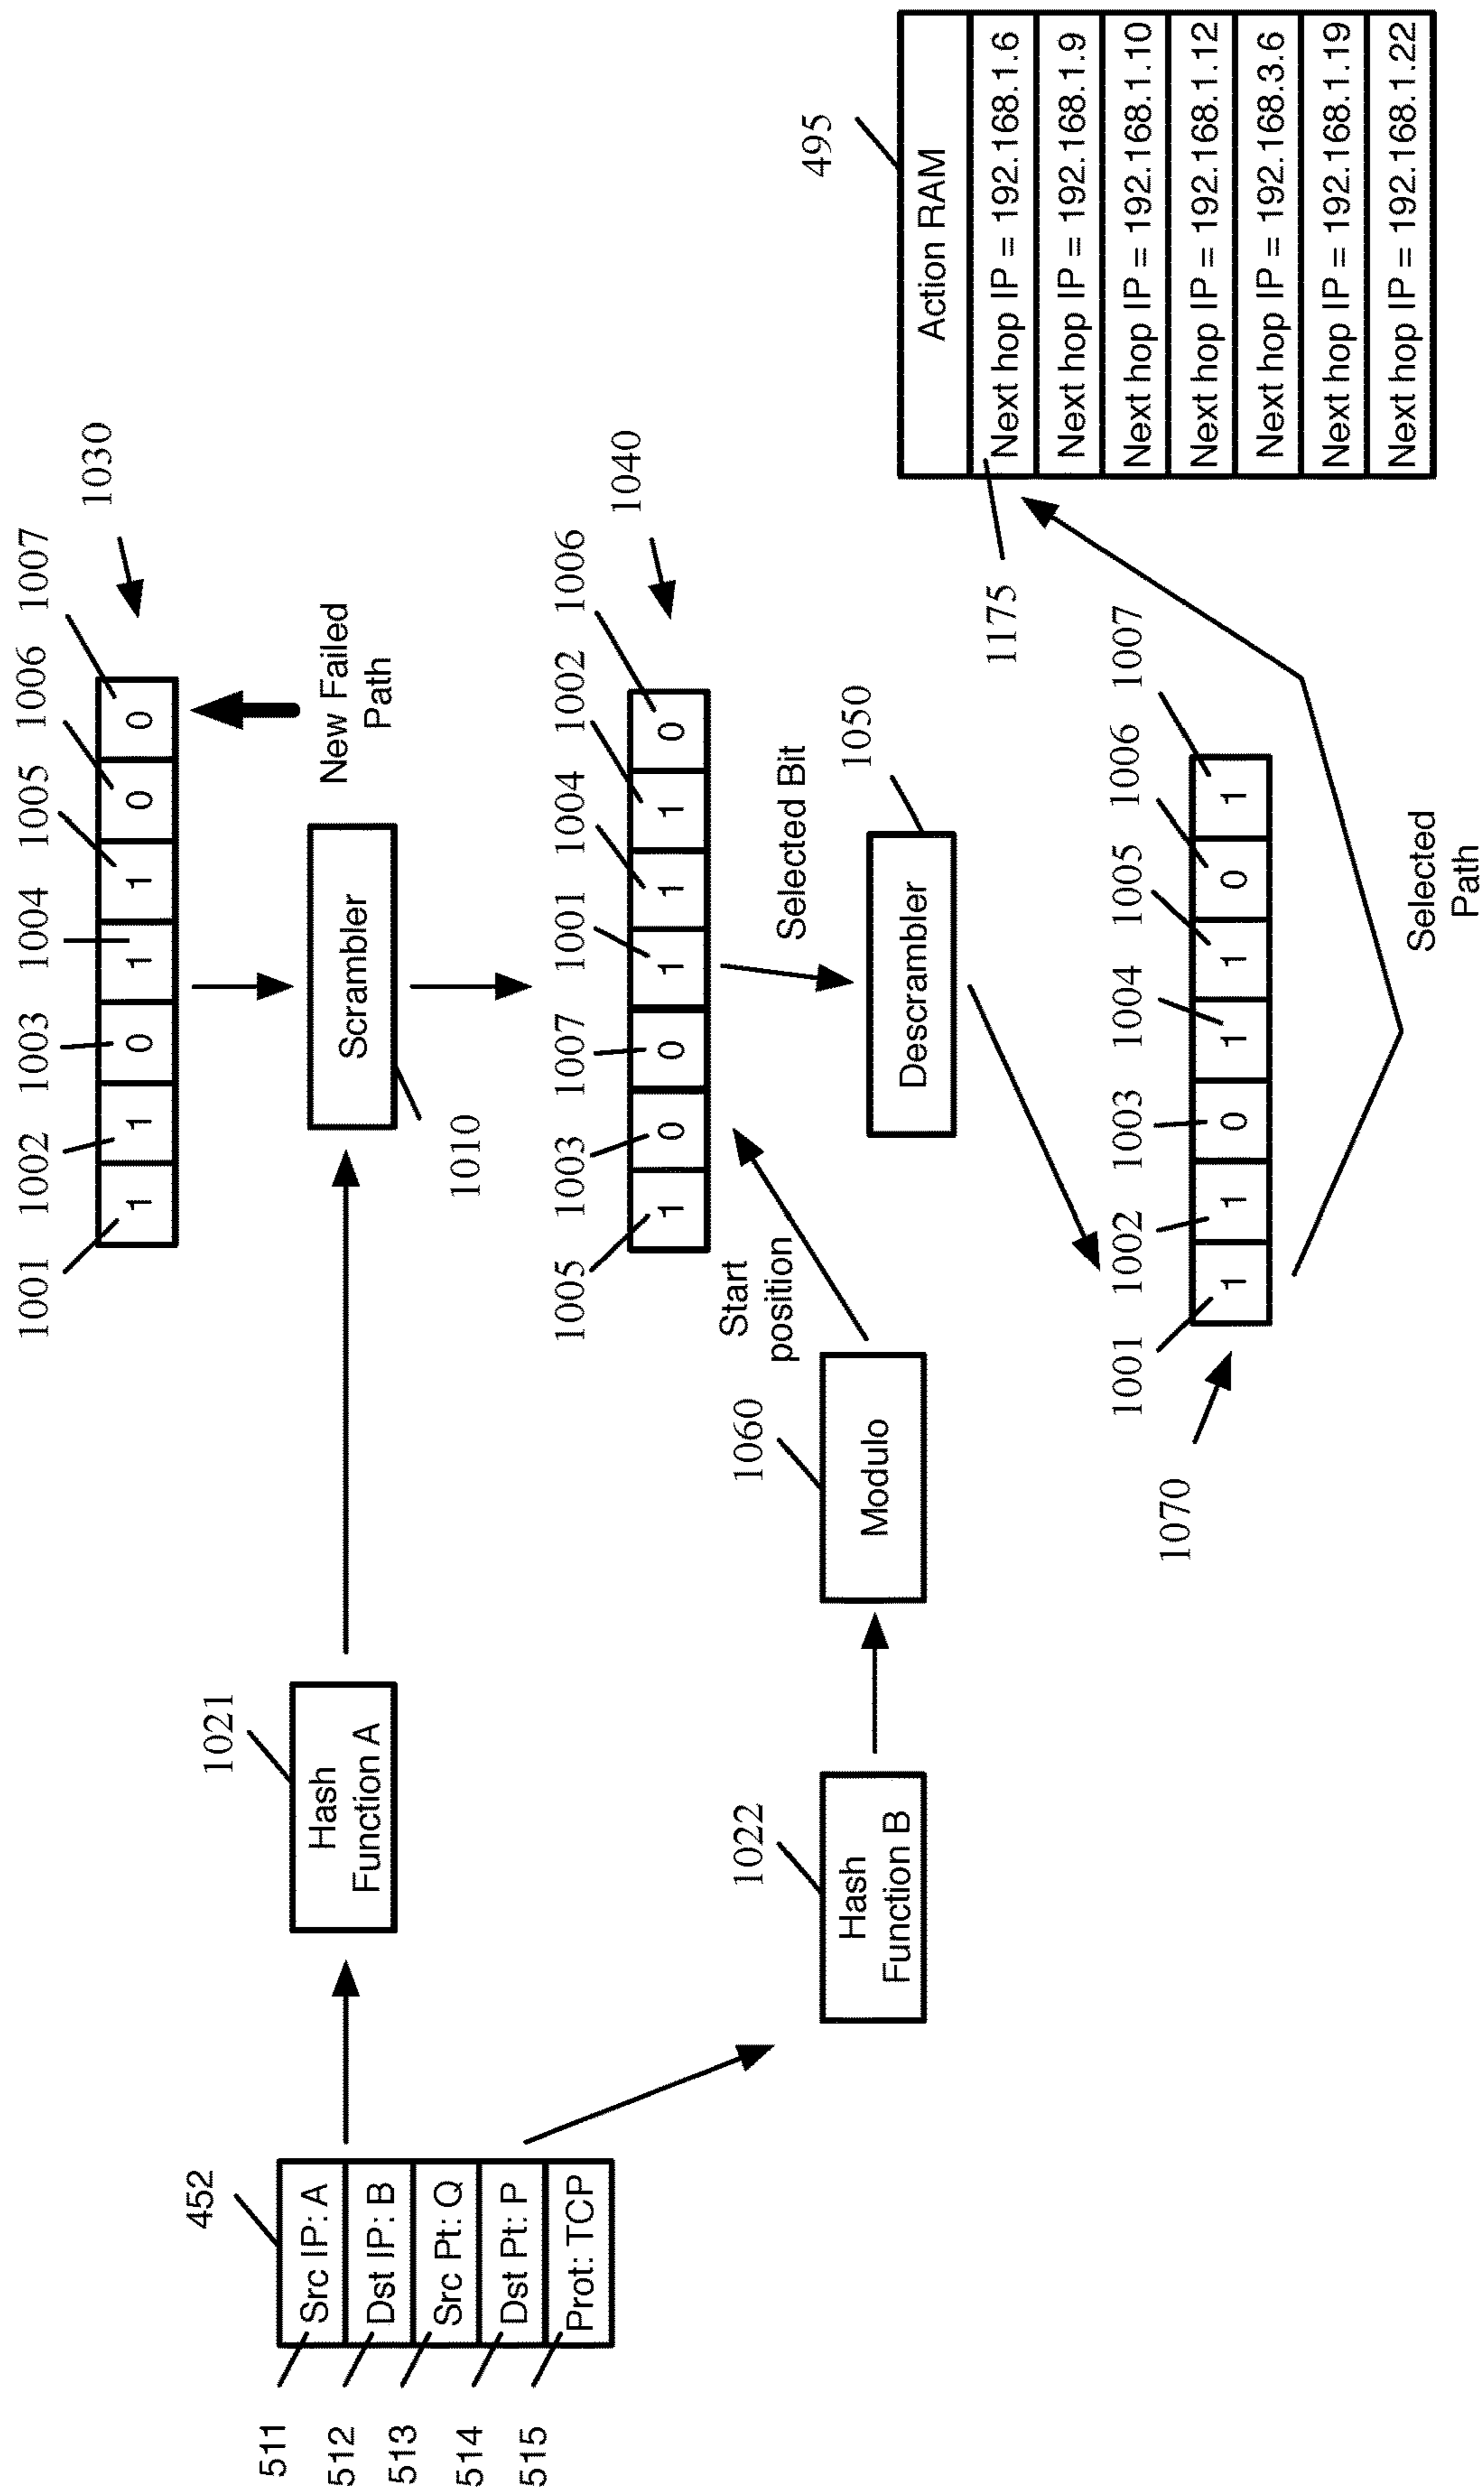 1001 1002 1003 1004 1005 1006 1007
1030
1 1 0 1 1 0 0
New Failed
Path
452
511 Src IP: A
512 Dst IP: B
513 Src Pt: Q
514 Dst Pt: P
515 Prot: TCP
1021
Hash
Function A
Scrambler
1010
1005 1003 1007 1001 1004 1002 1006
1040
1 0 0 1 1 1 0
Start
position
Selected Bit
1022
Hash
Function B
1060
Modulo
1050
Descrambler
1001 1002 1003 1004 1005 1006 1007
1070
1 1 0 1 1 0 1
Selected
Path
495
Action RAM
1175
Next hop IP = 192.168.1.6
Next hop IP = 192.168.1.9
Next hop IP = 192.168.1.10
Next hop IP = 192.168.1.12
Next hop IP = 192.168.3.6
Next hop IP = 192.168.1.19
Next hop IP = 192.168.1.22